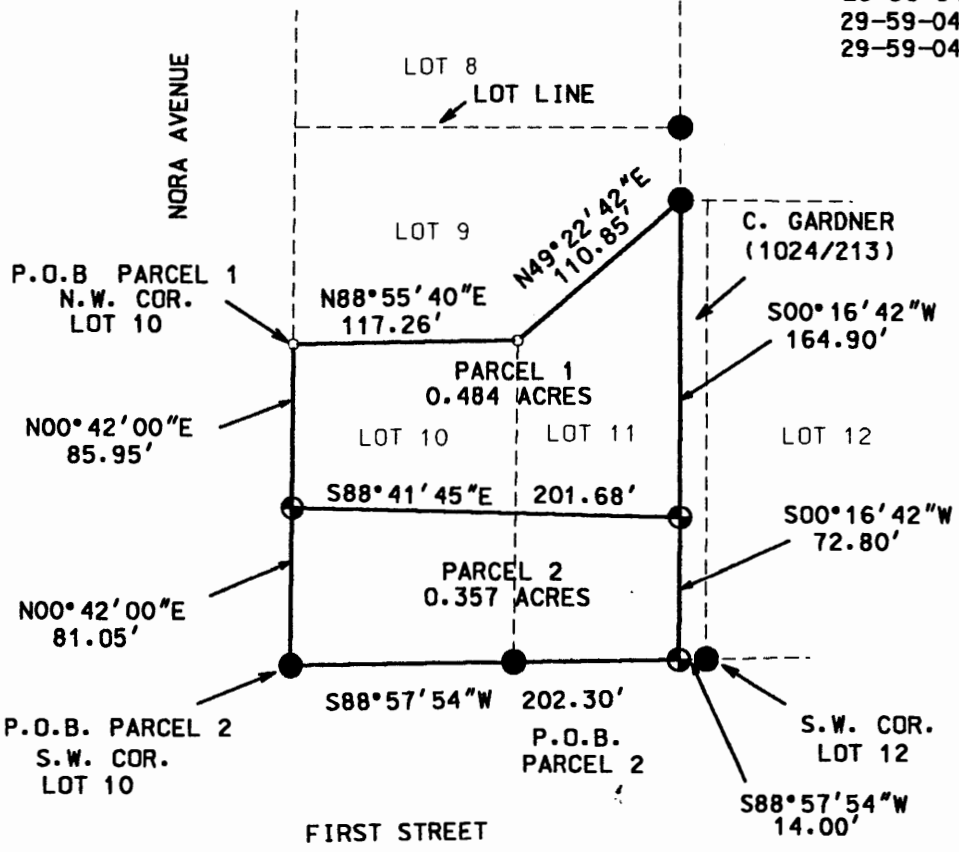 29-59-04
29-59-04
NORA AVENUE
LOT 8
LOT LINE
LOT 9
N49°22'42"E
110.85'
C. GARDNER
(1024/213)
P.O.B PARCEL 1
N.W. COR.
LOT 10
N88°55'40"E
117.26'
S00°16'42"W
164.90'
PARCEL 1
0.484 ACRES
N00°42'00"E
85.95'
LOT 10
LOT 11
LOT 12
S88°41'45"E 201.68'
S00°16'42"W
72.80'
PARCEL 2
0.357 ACRES
N00°42'00"E
81.05'
S88°57'54"W 202.30'
P.O.B. PARCEL 2
S.W. COR.
LOT 10
P.O.B.
PARCEL 2
S.W. COR.
LOT 12
S88°57'54"W
14.00'
FIRST STREET